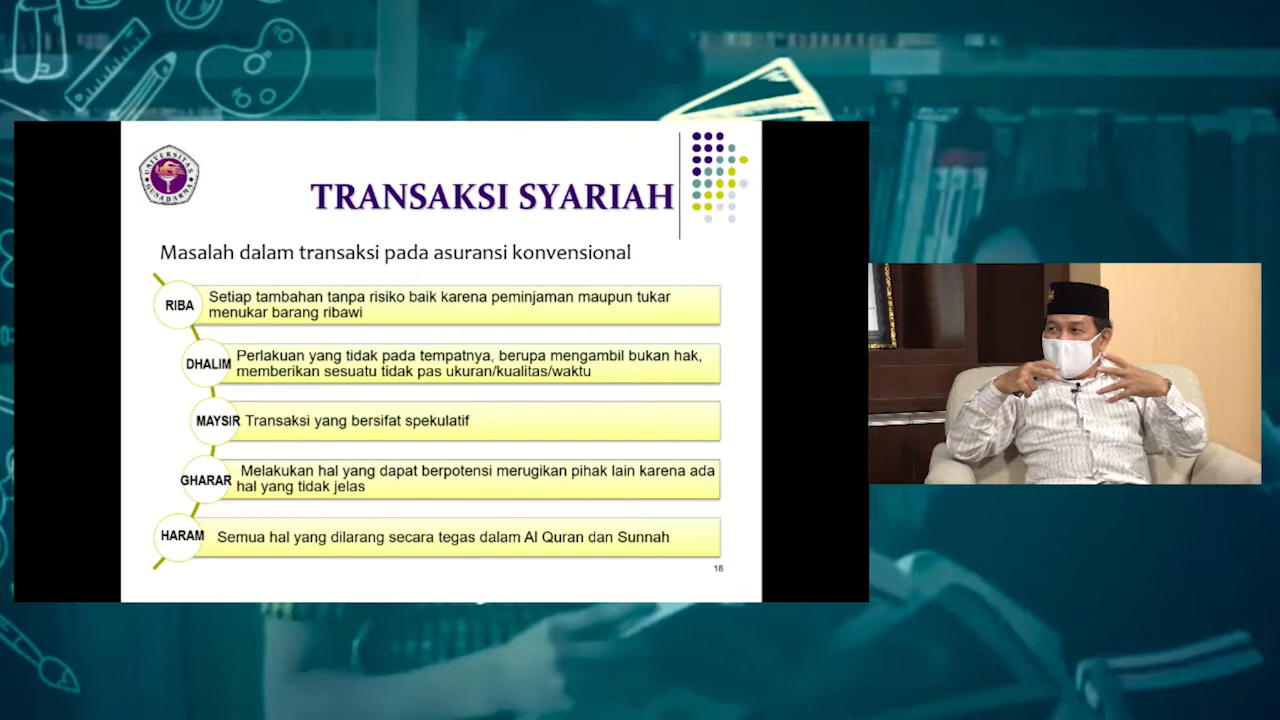 UNIVERSITAS GUNADARMA
TRANSAKSI SYARIAH
Masalah dalam transaksi pada asuransi konvensional
RIBA
Setiap tambahan tanpa risiko baik karena peminjaman maupun tukar
menukar barang ribawi
DHALIM
Perlakuan yang tidak pada tempatnya, berupa mengambil bukan hak,
memberikan sesuatu tidak pas ukuran/kualitas/waktu
MAYSIR
Transaksi yang bersifat spekulatif
GHARAR
Melakukan hal yang dapat berpotensi merugikan pihak lain karena ada
hal yang tidak jelas
HARAM
Semua hal yang dilarang secara tegas dalam Al Quran dan Sunnah
16